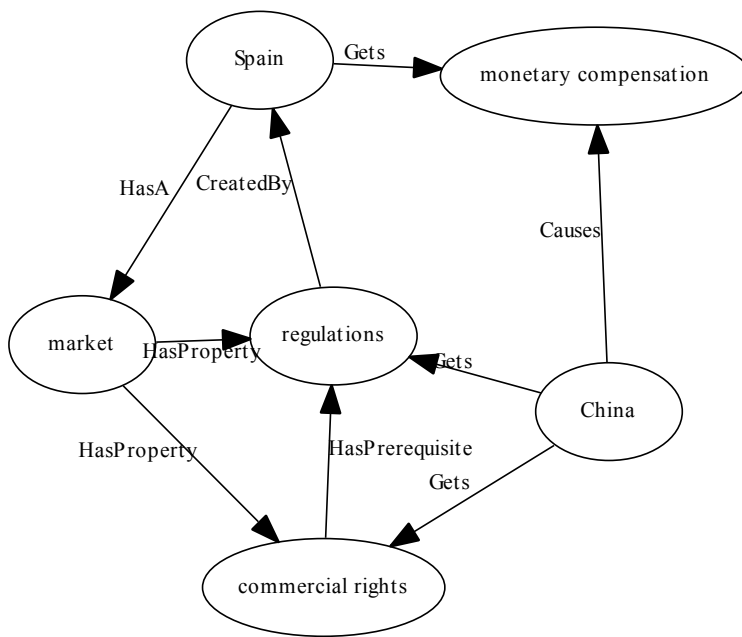 Spain
Gets
monetary compensation
HasA
CreatedBy
Causes
market
HasProperty
regulations
Gets
China
HasProperty
HasPrerequisite
Gets
commercial rights